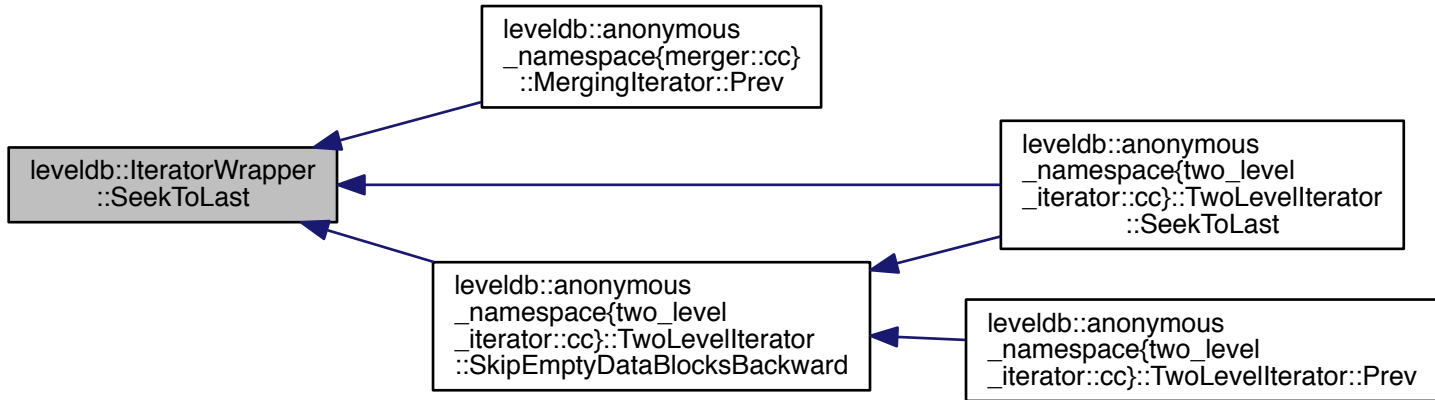 leveldb::anonymous
_namespace{merger::cc}
::MergingIterator::Prev
leveldb::IteratorWrapper
::SeekToLast
leveldb::anonymous
_namespace{two_level
_iterator::cc}::TwoLevelIterator
::SeekToLast
leveldb::anonymous
_namespace{two_level
_iterator::cc}::TwoLevelIterator
::SkipEmptyDataBlocksBackward
leveldb::anonymous
_namespace{two_level
_iterator::cc}::TwoLevelIterator::Prev